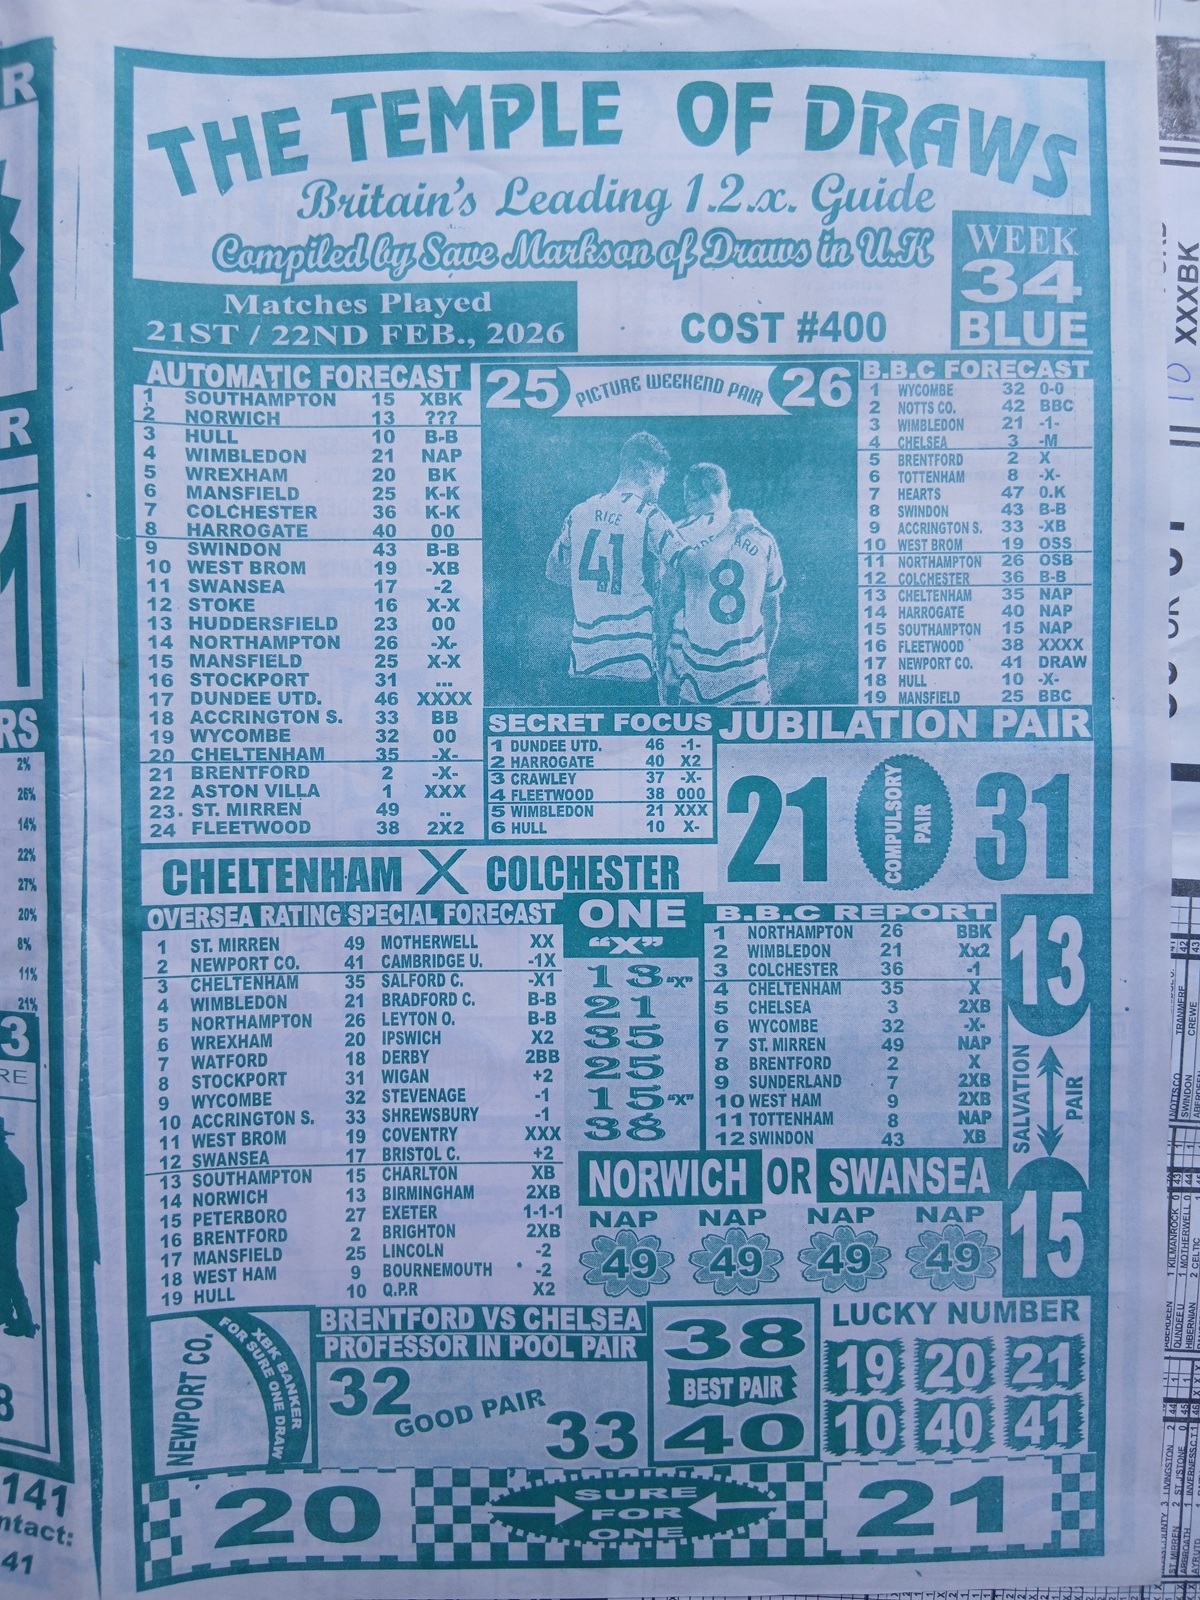 THE TEMPLE OF DRAWS
Britain's Leading 1.2.x. Guide
Compiled by Save Markson of Draws in U.K
WEEK
34
BLUE
Matches Played
21ST / 22ND FEB., 2026
COST #400
AUTOMATIC FORECAST
1 SOUTHAMPTON 15 XBK
2 NORWICH 13 ???
3 HULL 10 B-B
4 WIMBLEDON 21 NAP
5 WREXHAM 20 BK
6 MANSFIELD 25 K-K
7 COLCHESTER 36 K-K
8 HARROGATE 40 00
9 SWINDON 43 B-B
10 WEST BROM 19 -XB
11 SWANSEA 17 -2
12 STOKE 16 X-X
13 HUDDERSFIELD 23 00
14 NORTHAMPTON 26 -X-
15 MANSFIELD 25 X-X
16 STOCKPORT 31 ...
17 DUNDEE UTD. 46 XXXX
18 ACCRINGTON S. 33 BB
19 WYCOMBE 32 00
20 CHELTENHAM 35 -X-
21 BRENTFORD 2 -X-
22 ASTON VILLA 1 XXX
23. ST. MIRREN 49 ..
24 FLEETWOOD 38 2X2
25 PICTURE WEEKEND PAIR 26
RICE
41
8
B.B.C FORECAST
1 WYCOMBE 32 0-0
2 NOTTS CO. 42 BBC
3 WIMBLEDON 21 -1-
4 CHELSEA 3 -M
5 BRENTFORD 2 X
6 TOTTENHAM 8 -X-
7 HEARTS 47 0.K
8 SWINDON 43 B-B
9 ACCRINGTON S. 33 -XB
10 WEST BROM 19 OSS
11 NORTHAMPTON 26 OSB
12 COLCHESTER 36 B-B
13 CHELTENHAM 35 NAP
14 HARROGATE 40 NAP
15 SOUTHAMPTON 15 NAP
16 FLEETWOOD 38 XXXX
17 NEWPORT CO. 41 DRAW
18 HULL 10 -X-
19 MANSFIELD 25 BBC
SECRET FOCUS
1 DUNDEE UTD. 46 -1-
2 HARROGATE 40 X2
3 CRAWLEY 37 -X-
4 FLEETWOOD 38 000
5 WIMBLEDON 21 XXX
6 HULL 10 X-
JUBILATION PAIR
21 COMPULSORY PAIR 31
CHELTENHAM X COLCHESTER
OVERSEA RATING SPECIAL FORECAST
1 ST. MIRREN 49 MOTHERWELL XX
2 NEWPORT CO. 41 CAMBRIDGE U. -1X
3 CHELTENHAM 35 SALFORD C. -X1
4 WIMBLEDON 21 BRADFORD C. B-B
5 NORTHAMPTON 26 LEYTON O. B-B
6 WREXHAM 20 IPSWICH X2
7 WATFORD 18 DERBY 2BB
8 STOCKPORT 31 WIGAN +2
9 WYCOMBE 32 STEVENAGE -1
10 ACCRINGTON S. 33 SHREWSBURY -1
11 WEST BROM 19 COVENTRY XXX
12 SWANSEA 17 BRISTOL C. +2
13 SOUTHAMPTON 15 CHARLTON XB
14 NORWICH 13 BIRMINGHAM 2XB
15 PETERBORO 27 EXETER 1-1-1
16 BRENTFORD 2 BRIGHTON 2XB
17 MANSFIELD 25 LINCOLN -2
18 WEST HAM 9 BOURNEMOUTH -2
19 HULL 10 Q.P.R X2
ONE
"X"
13 "X"
21
35
25
15 "X"
38
B.B.C REPORT
1 NORTHAMPTON 26 BBK
2 WIMBLEDON 21 Xx2
3 COLCHESTER 36 -1
4 CHELTENHAM 35 X
5 CHELSEA 3 2XB
6 WYCOMBE 32 -X-
7 ST. MIRREN 49 NAP
8 BRENTFORD 2 X
9 SUNDERLAND 7 2XB
10 WEST HAM 9 2XB
11 TOTTENHAM 8 NAP
12 SWINDON 43 XB
13
SALVATION PAIR
15
NORWICH OR SWANSEA
NAP NAP NAP NAP
49 49 49 49
NEWPORT CO.
XBK BANKER
FOR SURE ONE DRAW
BRENTFORD VS CHELSEA
PROFESSOR IN POOL PAIR
32 GOOD PAIR 33
38
BEST PAIR
40
LUCKY NUMBER
19 20 21
10 40 41
20 SURE FOR ONE 21
R
R
RS
2%
26%
14%
22%
27%
20%
8%
11%
21%
3
RE
8
141
ntact:
41
XXXBK
10